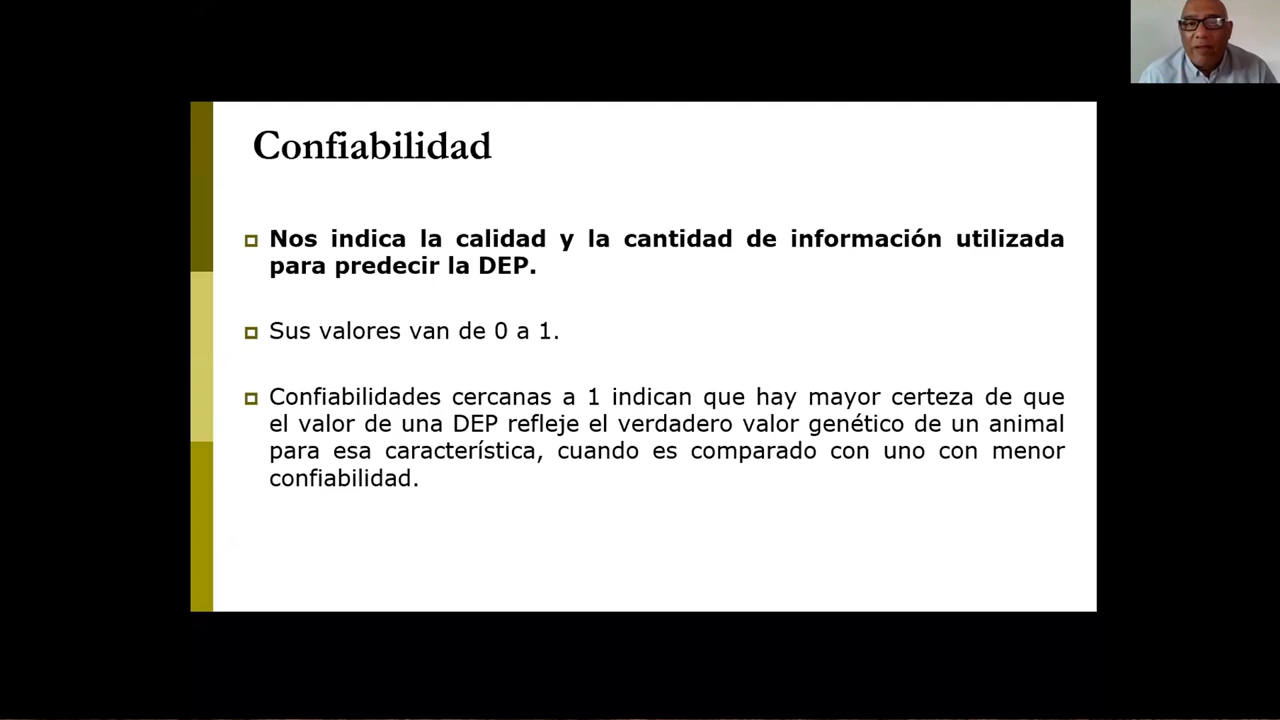 Confiabilidad
Nos indica la calidad y la cantidad de información utilizada
para predecir la DEP.
Sus valores van de 0 a 1.
Confiabilidades cercanas a 1 indican que hay mayor certeza de que
el valor de una DEP refleje el verdadero valor genético de un animal
para esa característica, cuando es comparado con uno con menor
confiabilidad.